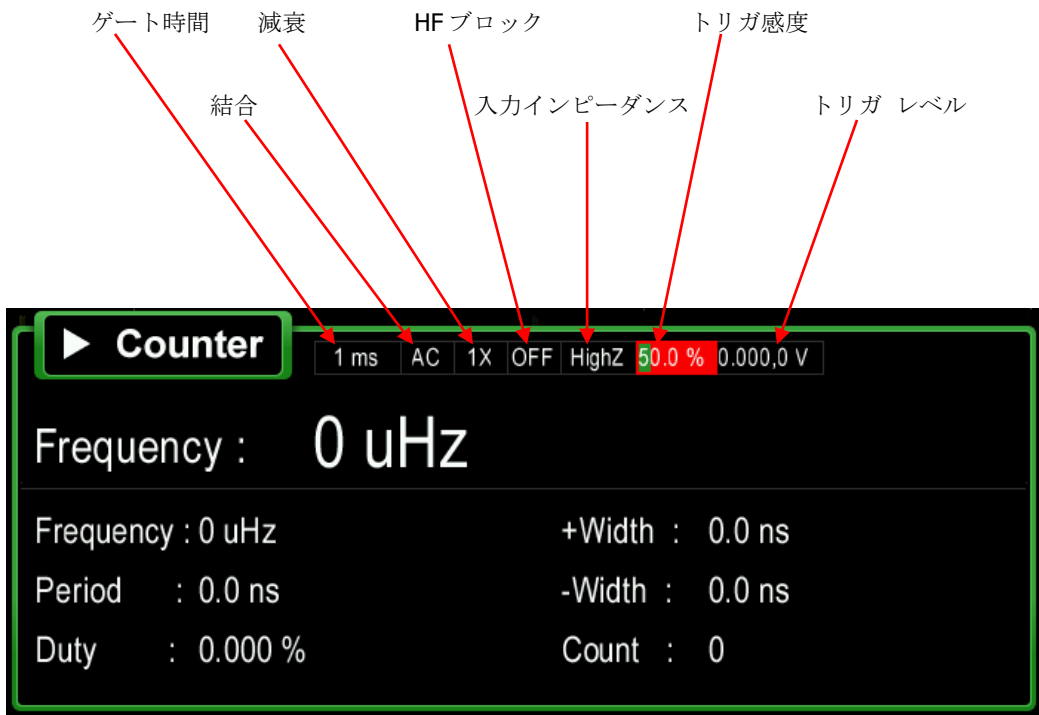 ゲート時間 減衰 HFブロック トリガ感度
結合 入力インピーダンス トリガ レベル
Counter 1 ms AC 1X OFF HighZ 50.0 % 0.000,0 V
Frequency : 0 uHz
Frequency : 0 uHz +Width : 0.0 ns
Period : 0.0 ns -Width : 0.0 ns
Duty : 0.000 % Count : 0